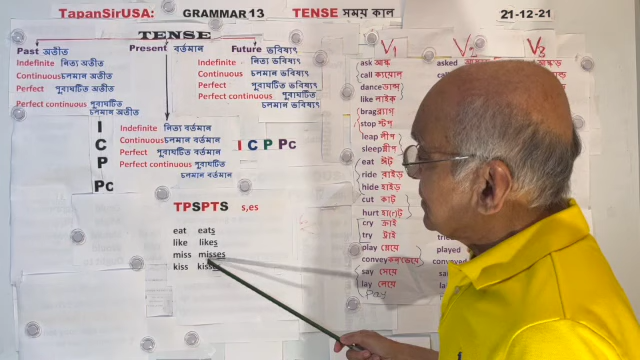 TapanSirUSA: GRAMMAR 13 TENSE সময় কাল 21-12-21
TENSE
Past অতীত Present বর্তমান Future ভবিষ্যৎ
Indefinite নিত্য অতীত
Continuous চলমান অতীত
Perfect পুরাঘটিত অতীত
Perfect continuous পুরাঘটিত
চলমান অতীত
Indefinite নিত্য ভবিষ্যৎ
Continuous চলমান ভবিষ্যৎ
Perfect পুরাঘটিত ভবিষ্যৎ
Perfect continuous পুরাঘটিত
চলমান ভবিষ্যৎ
I
C
P
Pc
Indefinite নিত্য বর্তমান
Continuous চলমান বর্তমান
Perfect পুরাঘটিত বর্তমান
Perfect continuous পুরাঘটিত
চলমান বর্তমান
I C P Pc
TPSPTS s,es
eat eats
like likes
miss misses
kiss
V1 V2 V3
ask আস্ক
call
dance ডান্স
like লাইক
brag ব্র্যাগ
stop স্টপ
leap লীপ
sleep স্লীপ
eat ঈট
ride রাইড
hide হাইড
cut কাট
hurt
cry ক্রাই
try ট্রাই
play প্লেয়ে
convey
say সেয়ে
lay লেয়ে
pay
asked
called
played
conveyed